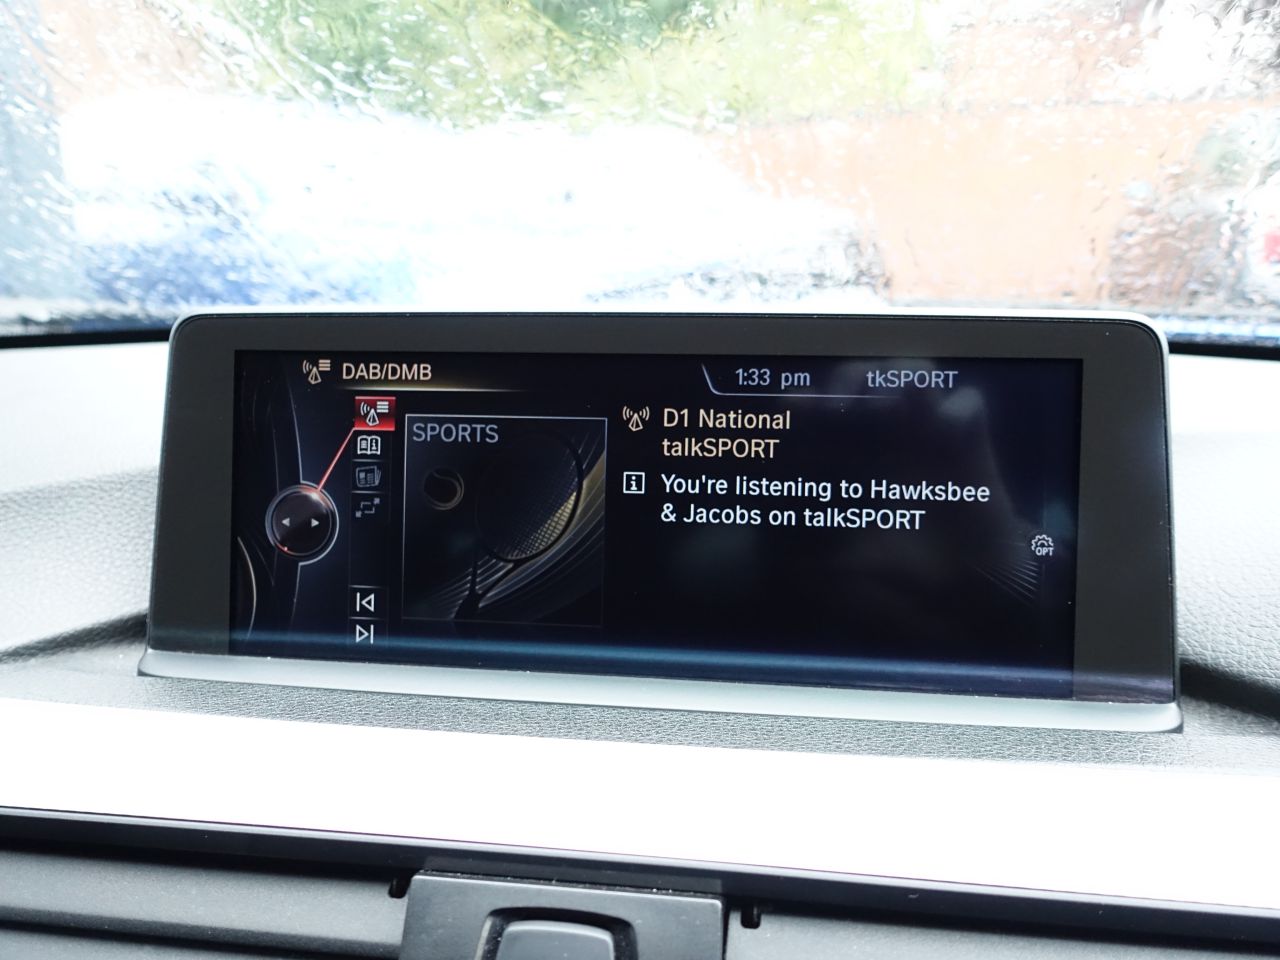 DAB/DMB
1:33 pm
tkSPORT
SPORTS
D1 National
talkSPORT
You're listening to Hawksbee
& Jacobs on talkSPORT
OPT